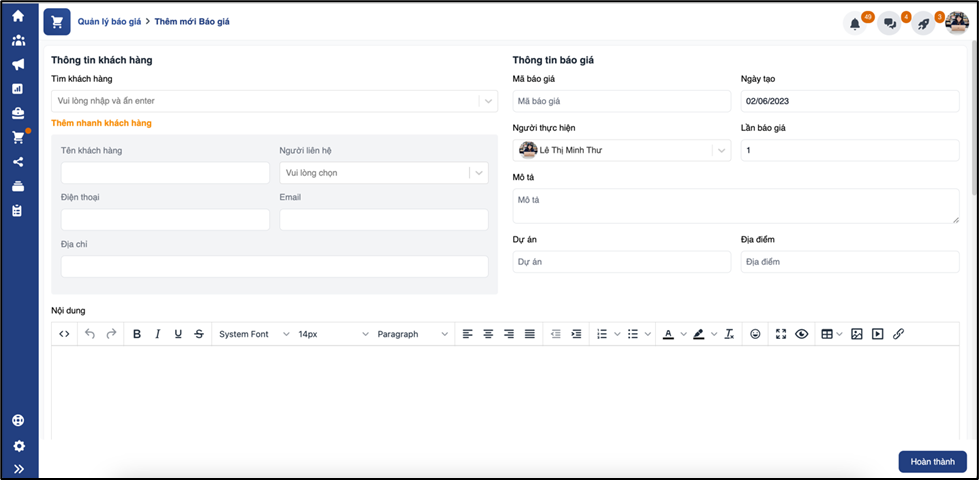 Quản lý báo giá > Thêm mới Báo giá
49
4
3
Thông tin khách hàng
Tìm khách hàng
Vui lòng nhập và ấn enter
Thêm nhanh khách hàng
Tên khách hàng
Người liên hệ
Vui lòng chọn
Điện thoại
Email
Địa chỉ
Thông tin báo giá
Mã báo giá
Ngày tạo
Mã báo giá
02/06/2023
Người thực hiện
Lần báo giá
Lê Thị Minh Thư
1
Mô tả
Mô tả
Dự án
Địa điểm
Dự án
Địa điểm
Nội dung
B I U S System Font 14px Paragraph
Hoàn thành